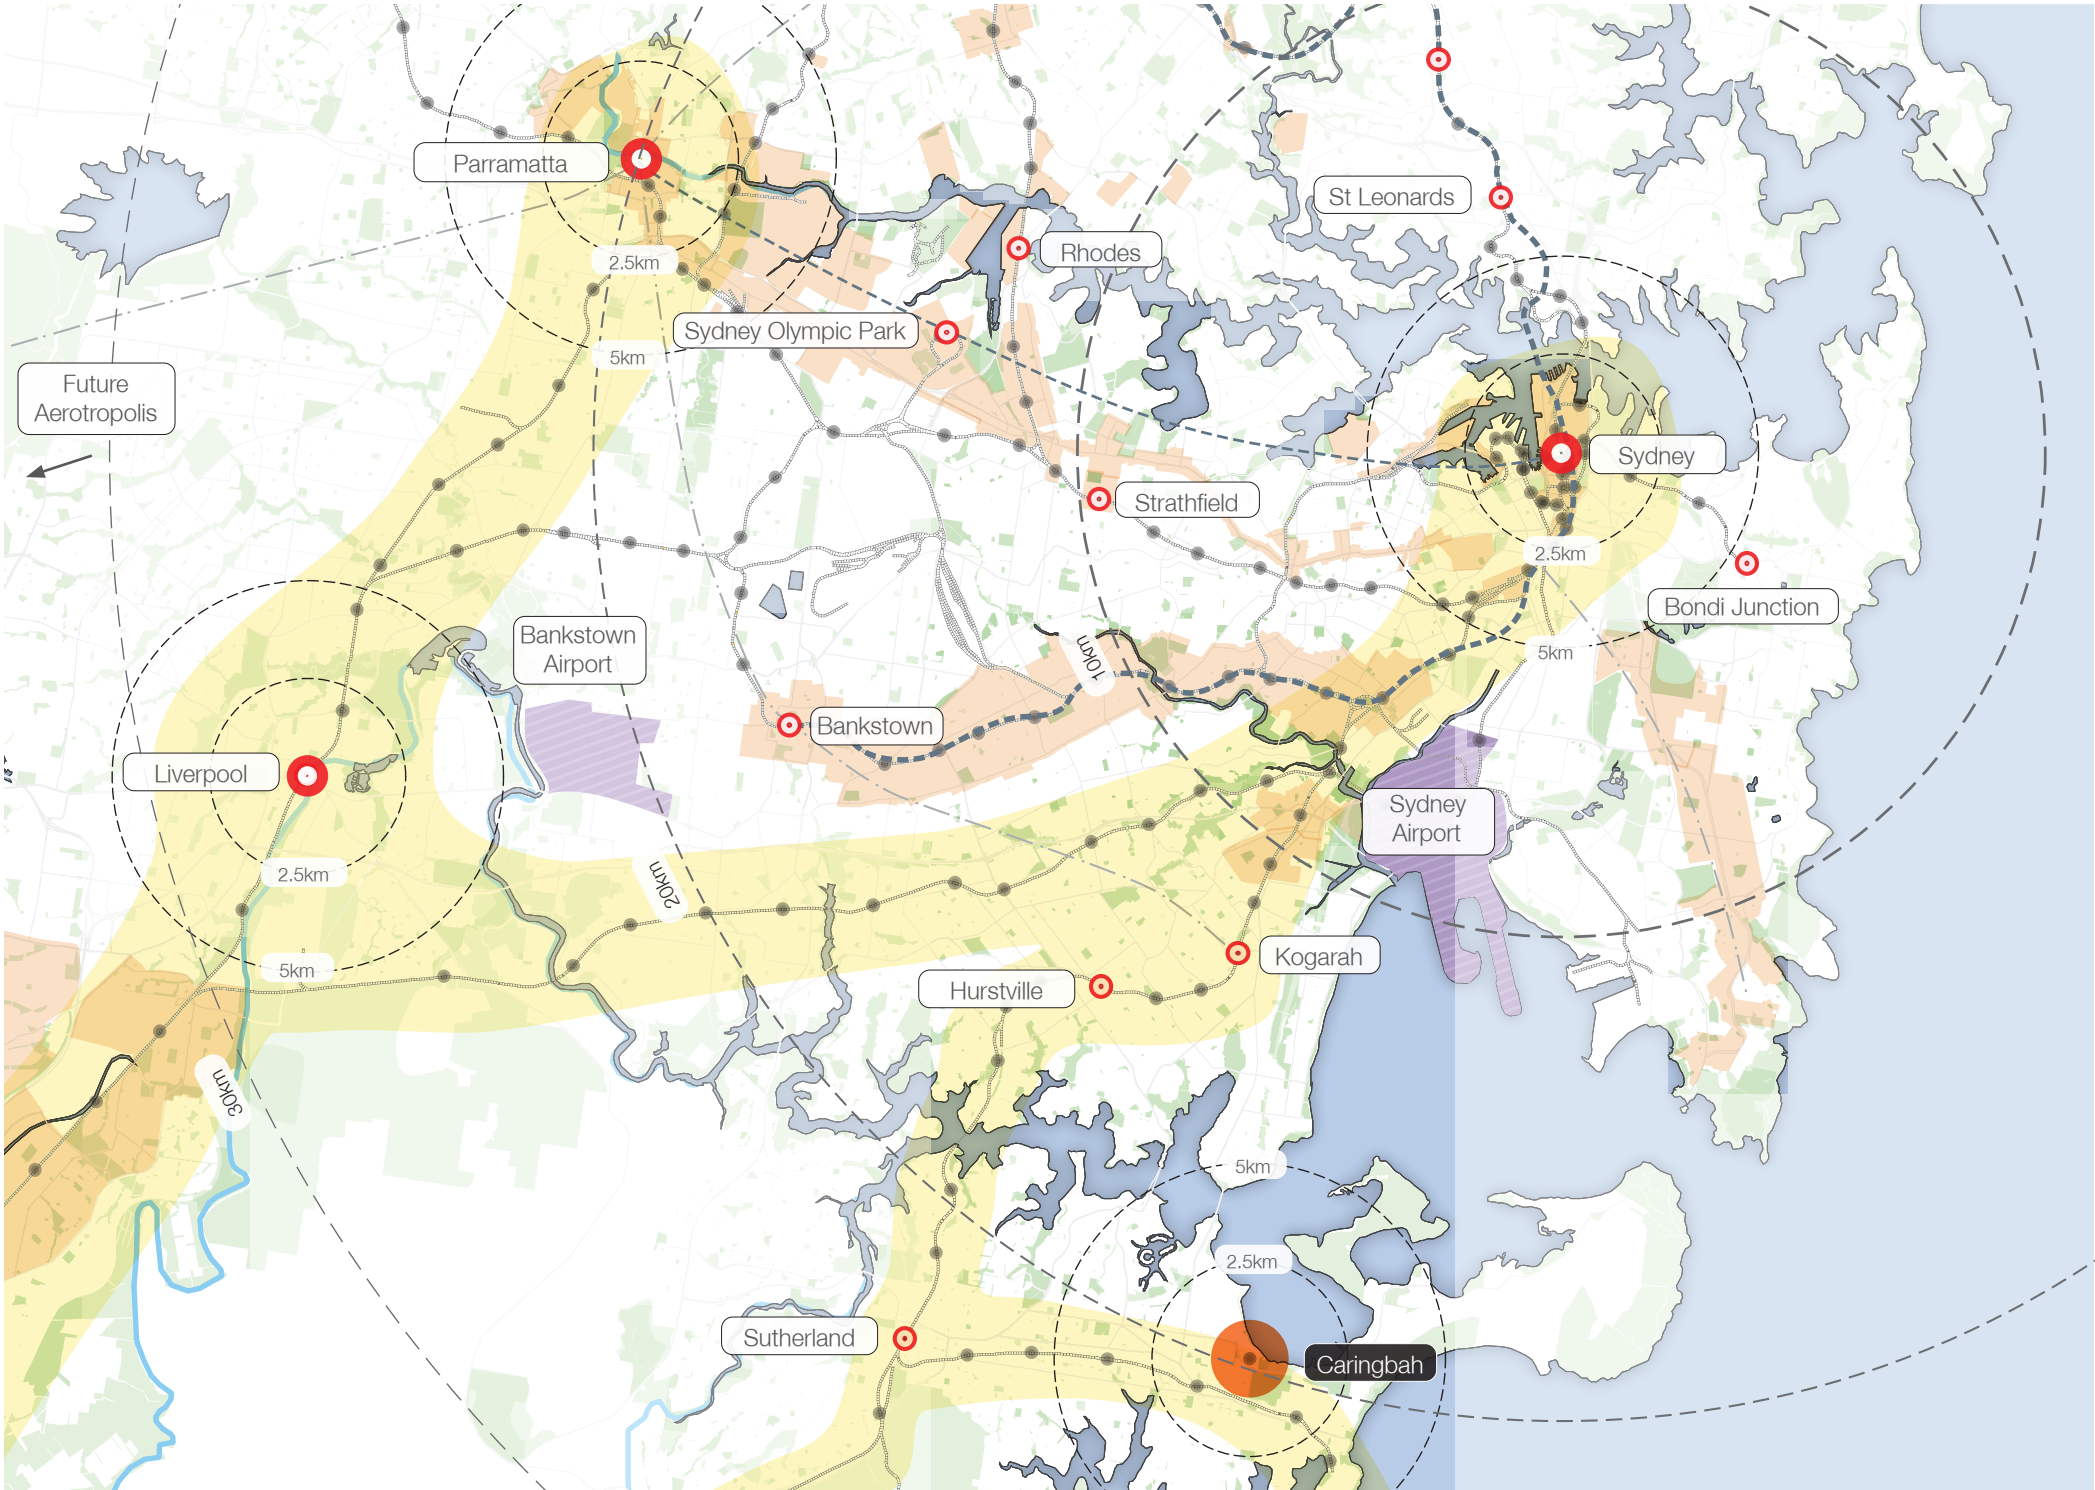 Parramatta
St Leonards
Rhodes
2.5km
Sydney Olympic Park
5km
Future
Aerotropolis
Sydney
Strathfield
2.5km
Bondi Junction
Bankstown
Airport
5km
10km
Bankstown
Liverpool
Sydney
Airport
2.5km
20km
Kogarah
5km
Hurstville
30km
5km
2.5km
Sutherland
Caringbah